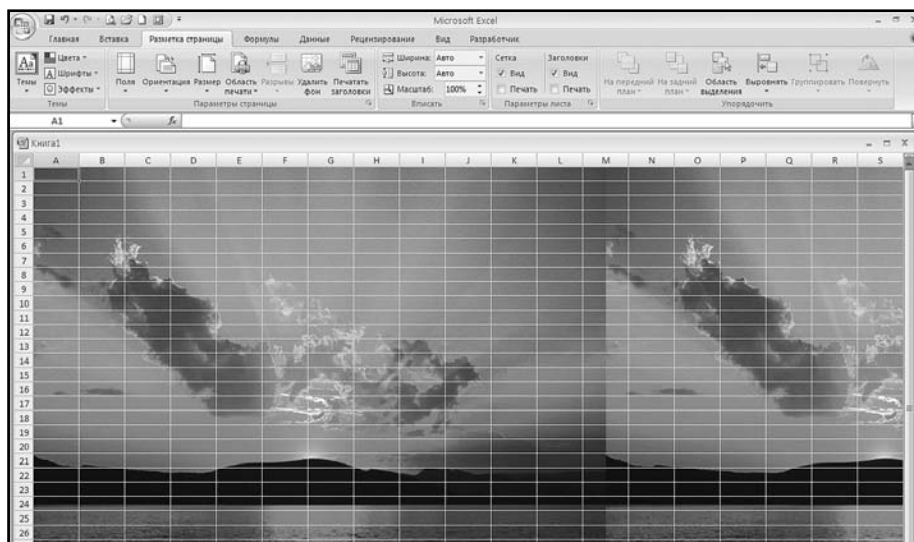 Microsoft Excel
Главная Вставка Разметка страницы Формулы Данные Рецензирование Вид Разработчик
Темы Цвета Шрифты Эффекты Темы
Поля Ориентация Размер Область печати Разрывы Удалить фон Печатать заголовки Параметры страницы
Ширина: Авто Высота: Авто Масштаб: 100% Вписать
Сетка Вид Печать Заголовки Вид Печать Параметры листа
На передний план На задний план Область выделения Выровнять Группировать Повернуть Упорядочить
A1 fx
Книга1
A B C D E F G H I J K L M N O P Q R S
1
2
3
4
5
6
7
8
9
10
11
12
13
14
15
16
17
18
19
20
21
22
23
24
25
26